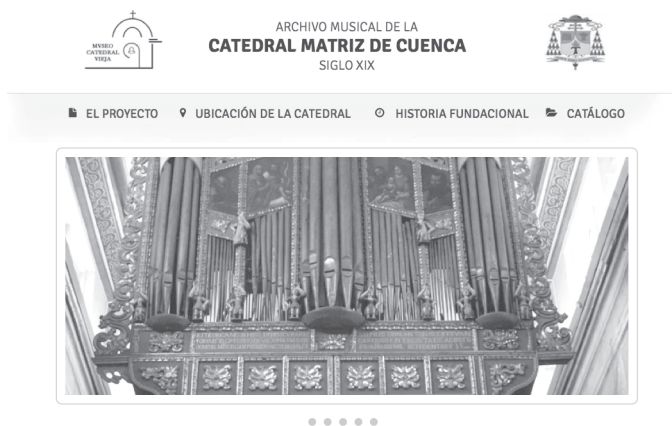 MVSEO
CATEDRAL
VIEJA
ARCHIVO MUSICAL DE LA
CATEDRAL MATRIZ DE CUENCA
SIGLO XIX
EL PROYECTO
UBICACIÓN DE LA CATEDRAL
HISTORIA FUNDACIONAL
CATÁLOGO